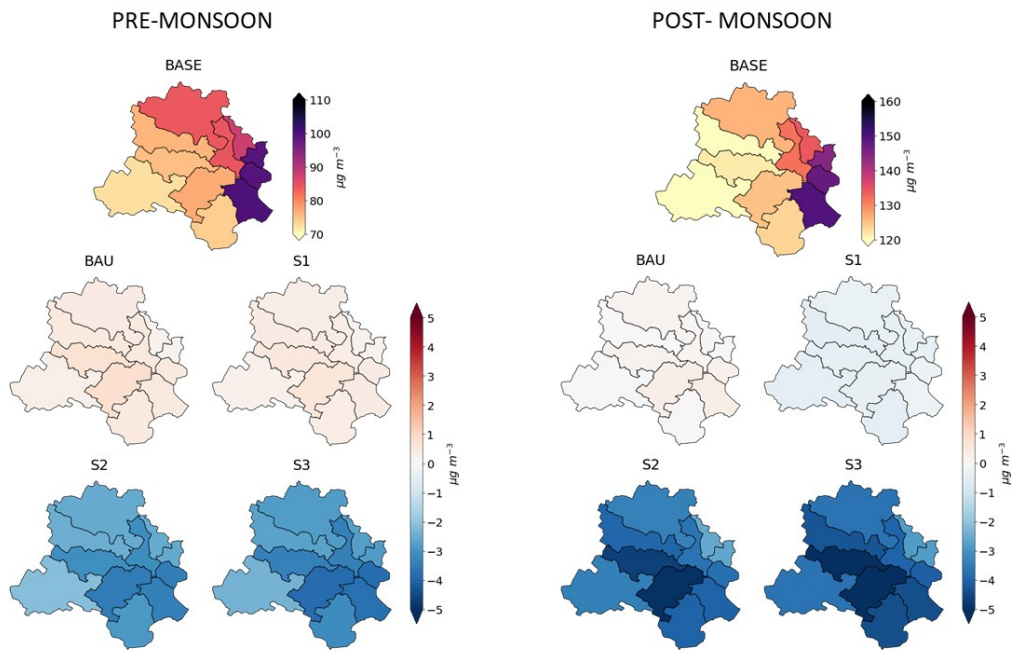 PRE-MONSOON
POST- MONSOON
BASE
110
100
90
80
70
µg m⁻³
BASE
160
150
140
130
120
µg m⁻³
BAU
S1
5
4
3
2
1
0
−1
−2
−3
−4
−5
µg m⁻³
S2
S3
BAU
S1
5
4
3
2
1
0
−1
−2
−3
−4
−5
µg m⁻³
S2
S3